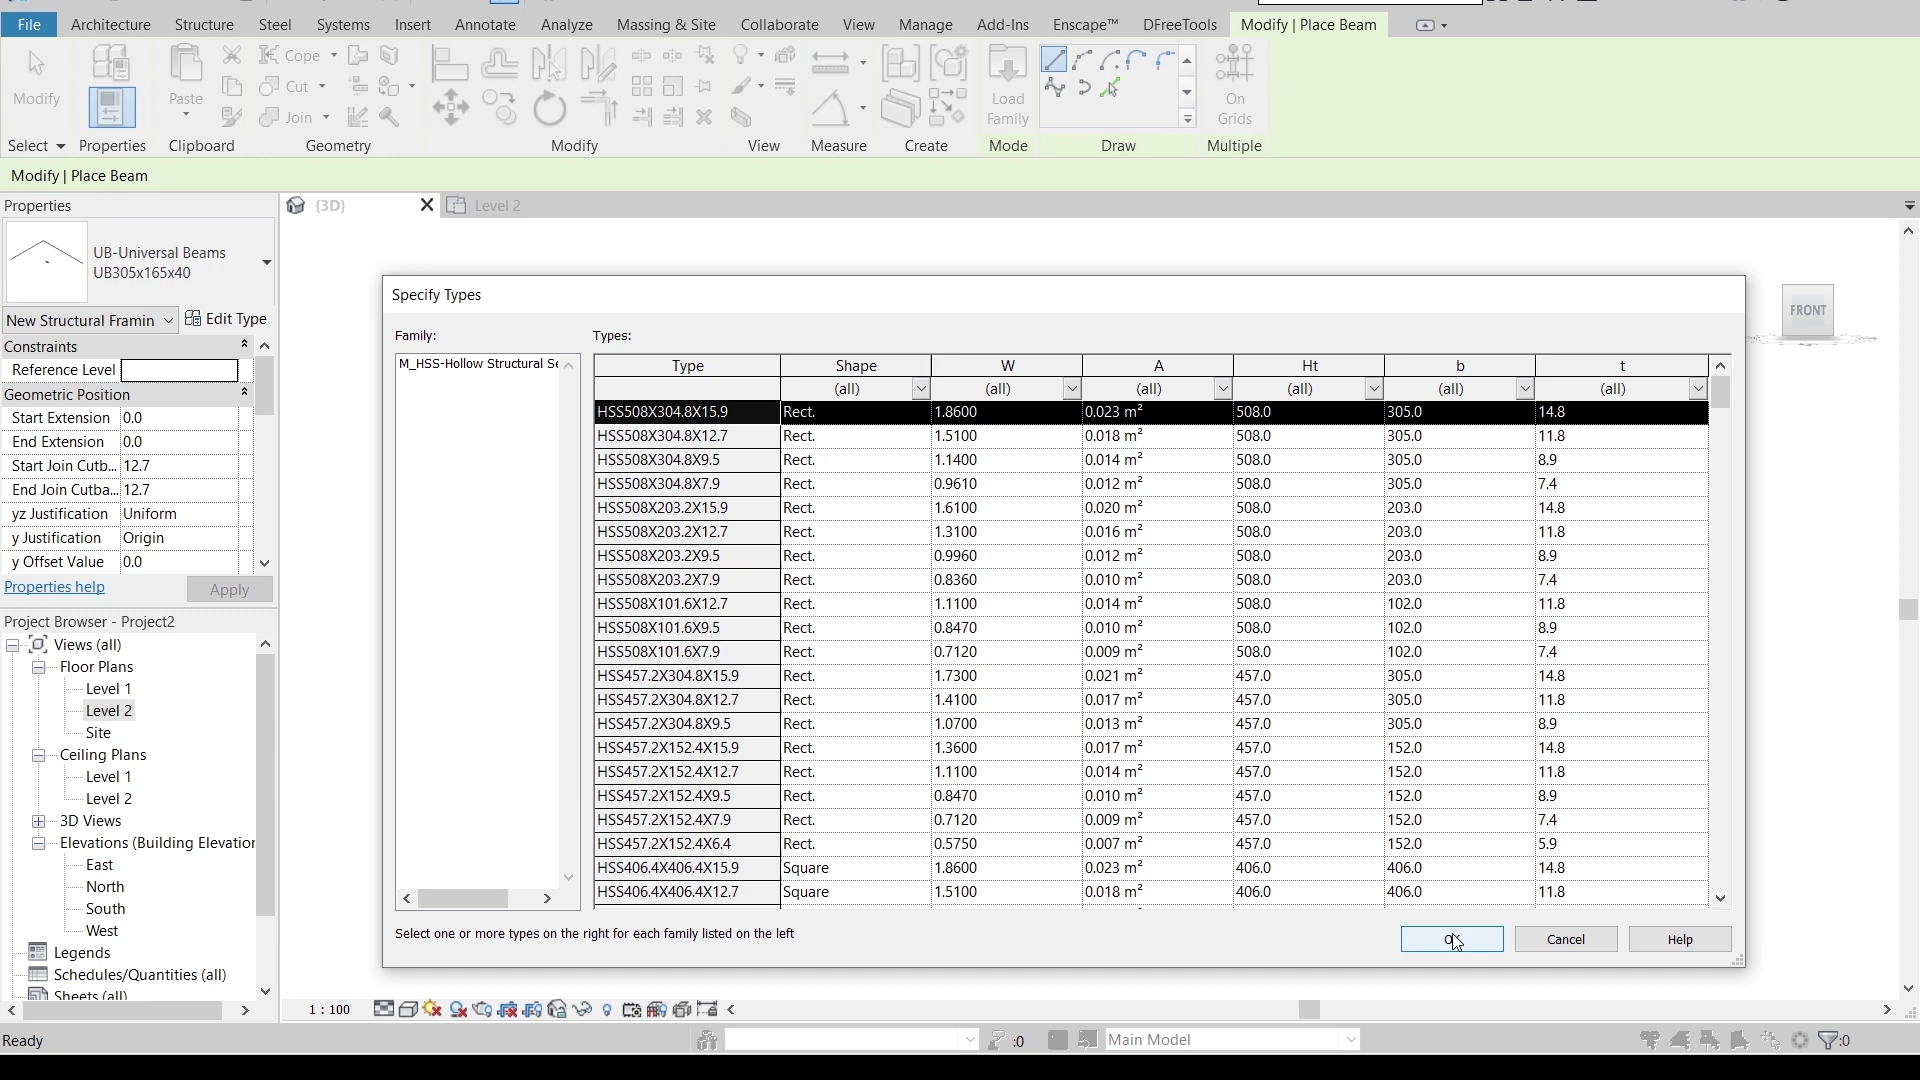 File Architecture Structure Steel Systems Insert Annotate Analyze Massing & Site Collaborate View Manage Add-Ins Enscape™ DFreeTools Modify | Place Beam
Modify Paste Cope Cut Join Load Family On Grids
Select Properties Clipboard Geometry Modify View Measure Create Mode Draw Multiple
Modify | Place Beam
Properties
UB-Universal Beams
UB305x165x40
New Structural Framin Edit Type
Constraints
Reference Level
Geometric Position
Start Extension 0.0
End Extension 0.0
Start Join Cutb... 12.7
End Join Cutba... 12.7
yz Justification Uniform
y Justification Origin
y Offset Value 0.0
Properties help Apply
Project Browser - Project2
Views (all)
Floor Plans
Level 1
Level 2
Site
Ceiling Plans
Level 1
Level 2
3D Views
Elevations (Building Elevation
East
North
South
West
Legends
Schedules/Quantities (all)
Sheets (all)
{3D} Level 2
FRONT
Specify Types
Family: Types:
M_HSS-Hollow Structural Se
Type Shape W A Ht b t
(all) (all) (all) (all) (all) (all)
HSS508X304.8X15.9 Rect. 1.8600 0.023 m² 508.0 305.0 14.8
HSS508X304.8X12.7 Rect. 1.5100 0.018 m² 508.0 305.0 11.8
HSS508X304.8X9.5 Rect. 1.1400 0.014 m² 508.0 305.0 8.9
HSS508X304.8X7.9 Rect. 0.9610 0.012 m² 508.0 305.0 7.4
HSS508X203.2X15.9 Rect. 1.6100 0.020 m² 508.0 203.0 14.8
HSS508X203.2X12.7 Rect. 1.3100 0.016 m² 508.0 203.0 11.8
HSS508X203.2X9.5 Rect. 0.9960 0.012 m² 508.0 203.0 8.9
HSS508X203.2X7.9 Rect. 0.8360 0.010 m² 508.0 203.0 7.4
HSS508X101.6X12.7 Rect. 1.1100 0.014 m² 508.0 102.0 11.8
HSS508X101.6X9.5 Rect. 0.8470 0.010 m² 508.0 102.0 8.9
HSS508X101.6X7.9 Rect. 0.7120 0.009 m² 508.0 102.0 7.4
HSS457.2X304.8X15.9 Rect. 1.7300 0.021 m² 457.0 305.0 14.8
HSS457.2X304.8X12.7 Rect. 1.4100 0.017 m² 457.0 305.0 11.8
HSS457.2X304.8X9.5 Rect. 1.0700 0.013 m² 457.0 305.0 8.9
HSS457.2X152.4X15.9 Rect. 1.3600 0.017 m² 457.0 152.0 14.8
HSS457.2X152.4X12.7 Rect. 1.1100 0.014 m² 457.0 152.0 11.8
HSS457.2X152.4X9.5 Rect. 0.8470 0.010 m² 457.0 152.0 8.9
HSS457.2X152.4X7.9 Rect. 0.7120 0.009 m² 457.0 152.0 7.4
HSS457.2X152.4X6.4 Rect. 0.5750 0.007 m² 457.0 152.0 5.9
HSS406.4X406.4X15.9 Square 1.8600 0.023 m² 406.0 406.0 14.8
HSS406.4X406.4X12.7 Square 1.5100 0.018 m² 406.0 406.0 11.8
Select one or more types on the right for each family listed on the left
OK Cancel Help
1 : 100
Ready :0 Main Model :0